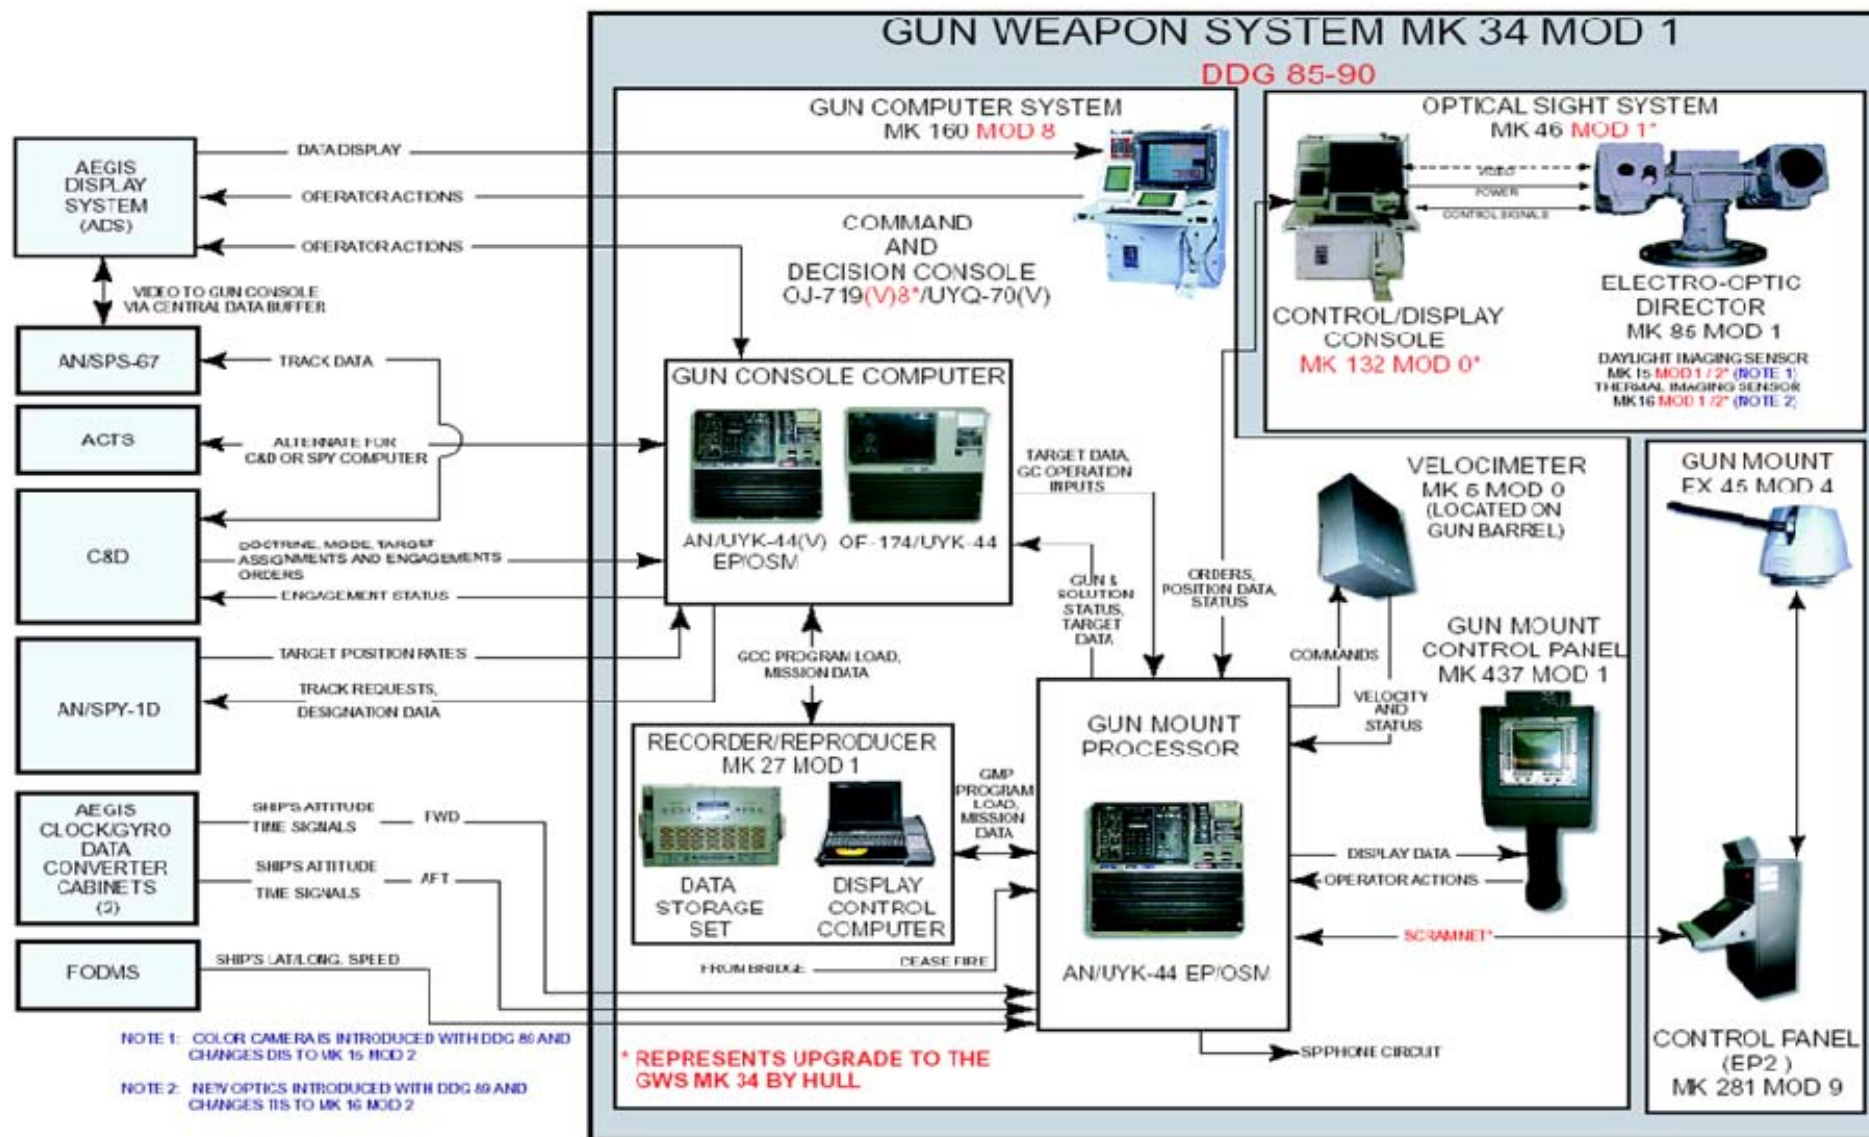 GUN WEAPON SYSTEM MK 34 MOD 1
DDG 85-90
GUN COMPUTER SYSTEM
MK 160 MOD 8
OPTICAL SIGHT SYSTEM
MK 46 MOD 1*
AEGIS
DISPLAY
SYSTEM
(ADS)
DATA DISPLAY
OPERATOR ACTIONS
OPERATOR ACTIONS
VIDEO TO GUN CONSOLE
VIA CENTRAL DATA BUFFER
COMMAND
AND
DECISION CONSOLE
OJ-719(V)8*/UYQ-70(V)
VIDEO
POWER
CONTROL SIGNALS
CONTROL/DISPLAY
CONSOLE
MK 132 MOD 0*
ELECTRO-OPTIC
DIRECTOR
MK 85 MOD 1
DAYLIGHT IMAGING SENSOR
MK15 MOD 1 / 2* (NOTE 1)
THERMAL IMAGING SENSOR
MK16 MOD 1 /2* (NOTE 2)
AN/SPS-67
TRACK DATA
ACTS
ALTERNATE FOR
C&D OR SPY COMPUTER
C&D
DOCTRINE, MODE, TARGET
ASSIGNMENTS AND ENGAGEMENTS
ORDERS
ENGAGEMENT STATUS
AN/SPY-1D
TARGET POSITION RATES
TRACK REQUESTS,
DESIGNATION DATA
GUN CONSOLE COMPUTER
AN/UYK-44(V)
EP/OSM
OF-174/UYK-44
TARGET DATA,
GC OPERATION
INPUTS
GUN &
SOLUTION
STATUS,
TARGET
DATA
ORDERS,
POSITION DATA,
STATUS
VELOCIMETER
MK 5 MOD 0
(LOCATED ON
GUN BARREL)
GUN MOUNT
EX 45 MOD 4
COMMANDS
VELOCITY
AND
STATUS
GUN MOUNT
CONTROL PANEL
MK 437 MOD 1
GCC PROGRAM LOAD,
MISSION DATA
RECORDER/REPRODUCER
MK 27 MOD 1
DATA
STORAGE
SET
DISPLAY
CONTROL
COMPUTER
GMP
PROGRAM
LOAD,
MISSION
DATA
GUN MOUNT
PROCESSOR
AN/UYK-44 EP/OSM
DISPLAY DATA
OPERATOR ACTIONS
SCRAMNET*
AEGIS
CLOCK/GYRO
DATA
CONVERTER
CABINETS
(2)
SHIP'S ATTITUDE
TIME SIGNALS
FWD
SHIP'S ATTITUDE
TIME SIGNALS
AFT
FODMS
SHIP'S LAT/LONG. SPEED
FROM BRIDGE
CEASE FIRE
SP PHONE CIRCUIT
CONTROL PANEL
(EP2 )
MK 281 MOD 9
* REPRESENTS UPGRADE TO THE
GWS MK 34 BY HULL
NOTE 1: COLOR CAMERA IS INTRODUCED WITH DDG AND
CHANGES DIS TO MK 15 MOD 2
NOTE 2: NEW OPTICS INTRODUCED WITH DDG 89 AND
CHANGES TIS TO MK 16 MOD 2